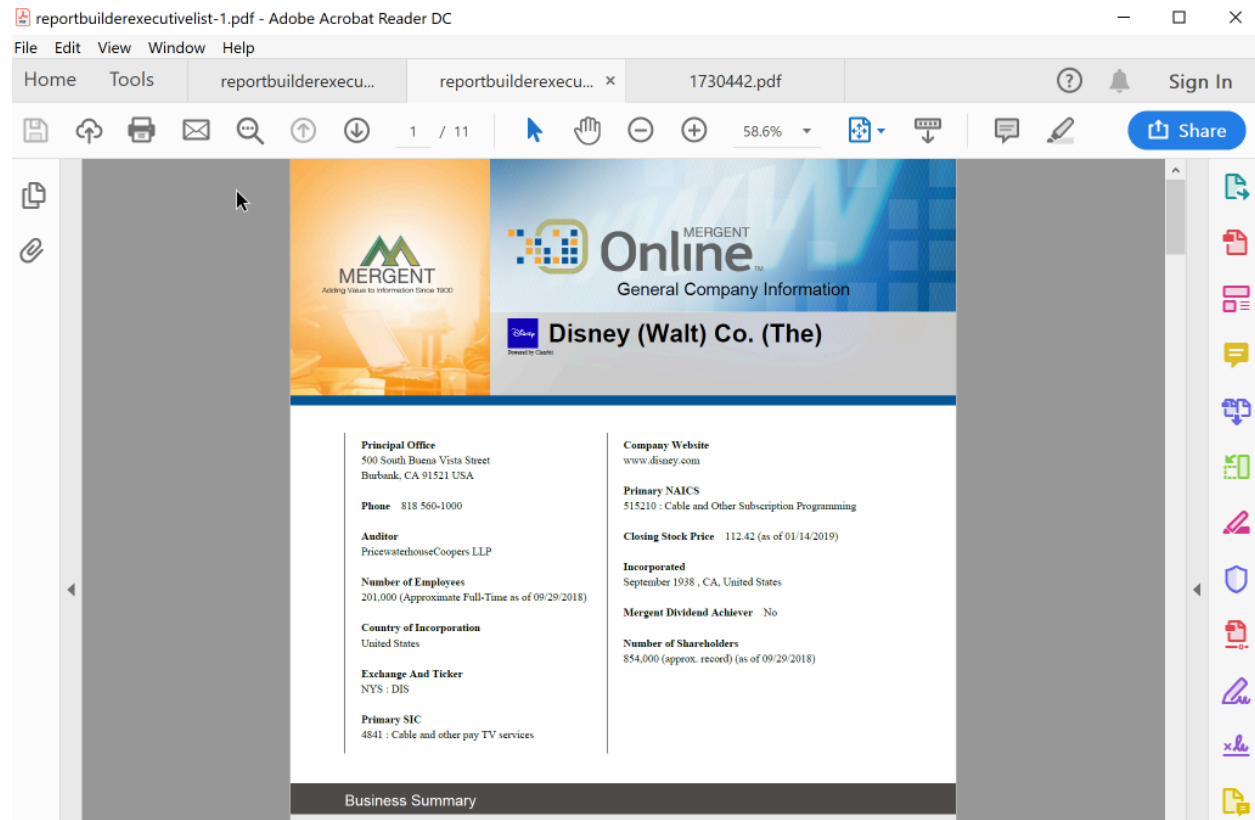 reportbuilderexecutivelist-1.pdf - Adobe Acrobat Reader DC
File Edit View Window Help
Home Tools reportbuilderexecu... reportbuilderexecu... × 1730442.pdf Sign In
1 / 11 58.6% Share
MERGENT
Adding Value to Information Since 1900
MERGENT
Online™
General Company Information
Disney
Powered by Clearbit
Disney (Walt) Co. (The)
Principal Office
500 South Buena Vista Street
Burbank, CA 91521 USA
Phone 818 560-1000
Auditor
PricewaterhouseCoopers LLP
Number of Employees
201,000 (Approximate Full-Time as of 09/29/2018)
Country of Incorporation
United States
Exchange And Ticker
NYS : DIS
Primary SIC
4841 : Cable and other pay TV services
Company Website
www.disney.com
Primary NAICS
515210 : Cable and Other Subscription Programming
Closing Stock Price 112.42 (as of 01/14/2019)
Incorporated
September 1938 , CA, United States
Mergent Dividend Achiever No
Number of Shareholders
854,000 (approx. record) (as of 09/29/2018)
Business Summary